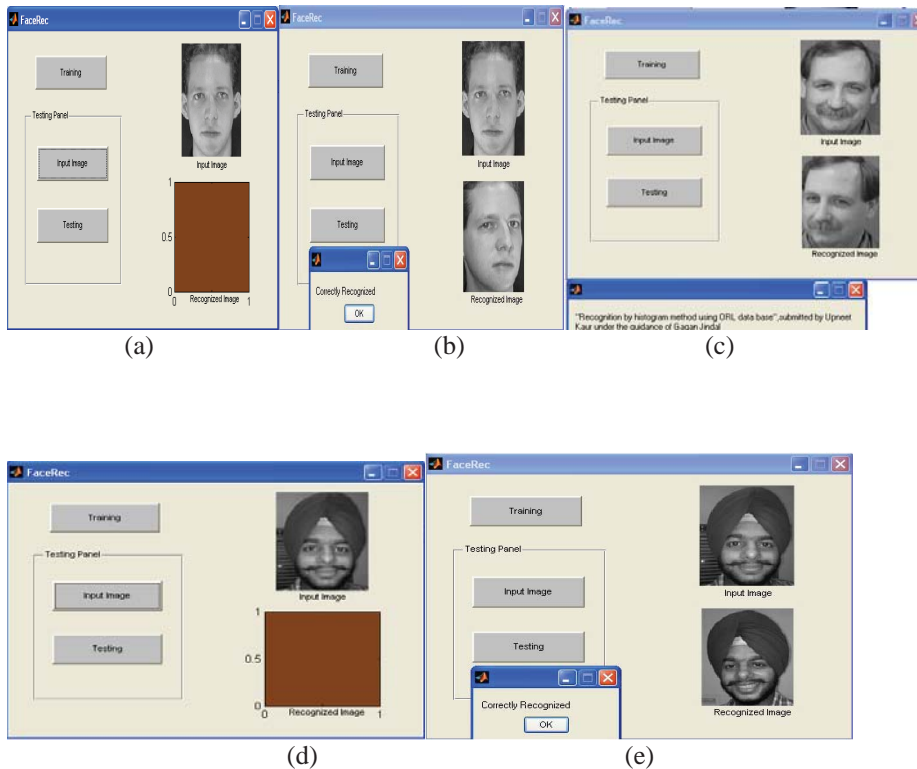 FaceRec
Training
Testing Panel
Input Image
Testing
Input Image
1
0.5
0
0
1
Recognized Image
(a)
FaceRec
Training
Testing Panel
Input Image
Testing
Input Image
Recognized Image
Correctly Recognized
OK
(b)
FaceRec
Training
Testing Panel
Input Image
Testing
Input Image
Recognized Image
"Recognition by histogram method using ORL data base",submitted by Upneet
Kaur under the guidance of Gagan Jindal
(c)
FaceRec
Training
Testing Panel
Input Image
Testing
Input Image
1
0.5
0
0
1
Recognized Image
(d)
FaceRec
Training
Testing Panel
Input Image
Testing
Input Image
Recognized Image
Correctly Recognized
OK
(e)